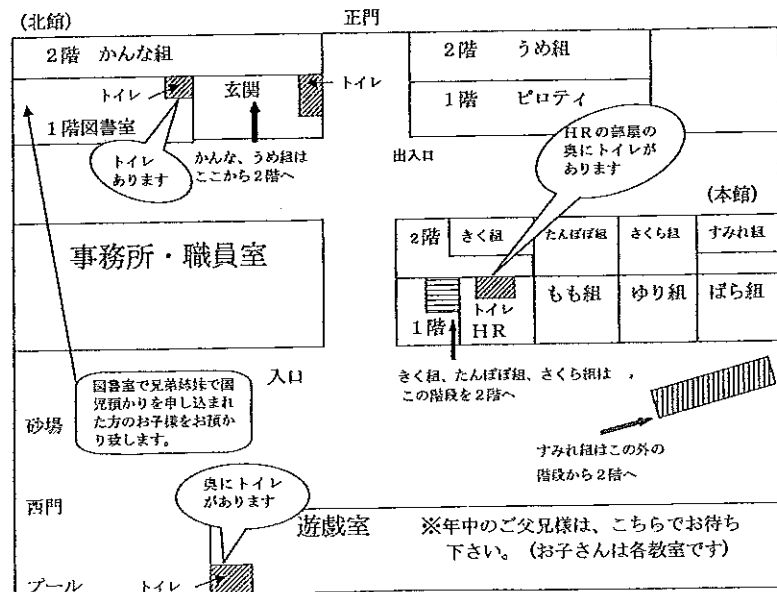 (北館)
正門
2階 かんな組
2階 うめ組
トイレ
玄関
トイレ
1階 ピロティ
1階図書室
トイレ
あります
かんな、うめ組は
ここから2階へ
出入口
HRの部屋の
奥にトイレが
あります
(本館)
事務所・職員室
2階
きく組
たんぽぽ組
さくら組
すみれ組
1階
トイレ
HR
もも組
ゆり組
ばら組
入口
きく組、たんぽぽ組、さくら組は
この階段を2階へ
図書室で兄弟姉妹で園
児預かりを申し込まれ
た方のお子様をお預か
り致します。
砂場
すみれ組はこの外の
階段から2階へ
西門
奥にトイレ
があります
遊戯室
※年中のご父兄様は、こちらでお待ち
下さい。(お子さんは各教室です)
プール
トイレ